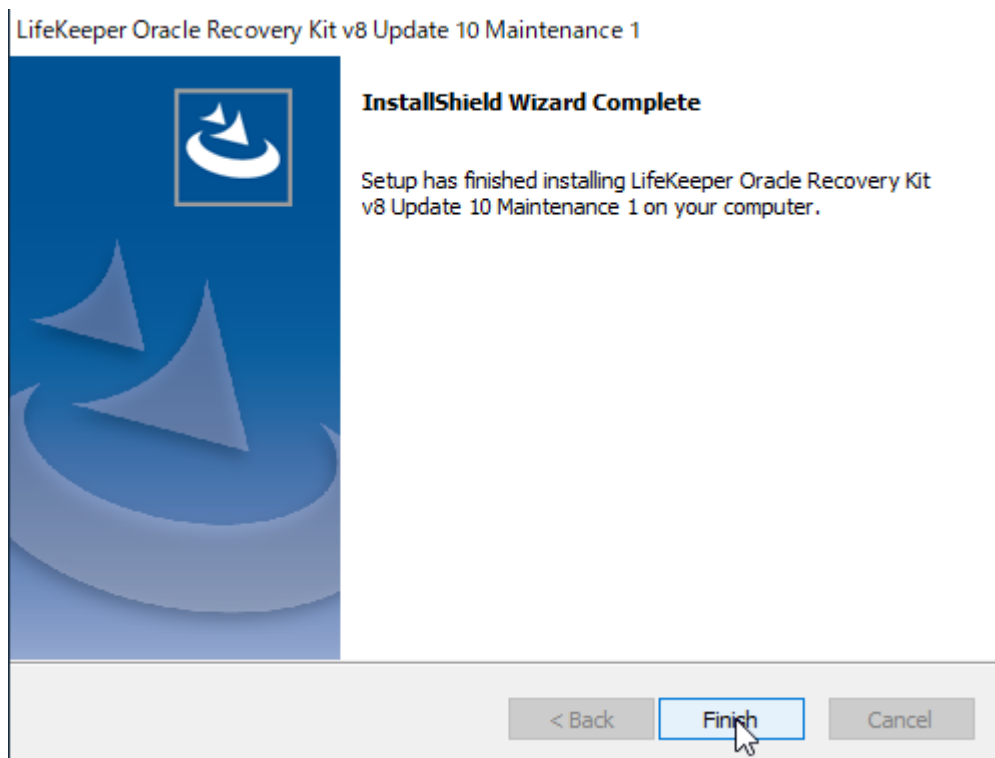 LifeKeeper Oracle Recovery Kit v8 Update 10 Maintenance 1
InstallShield Wizard Complete
Setup has finished installing LifeKeeper Oracle Recovery Kit
v8 Update 10 Maintenance 1 on your computer.
< Back
Finish
Cancel